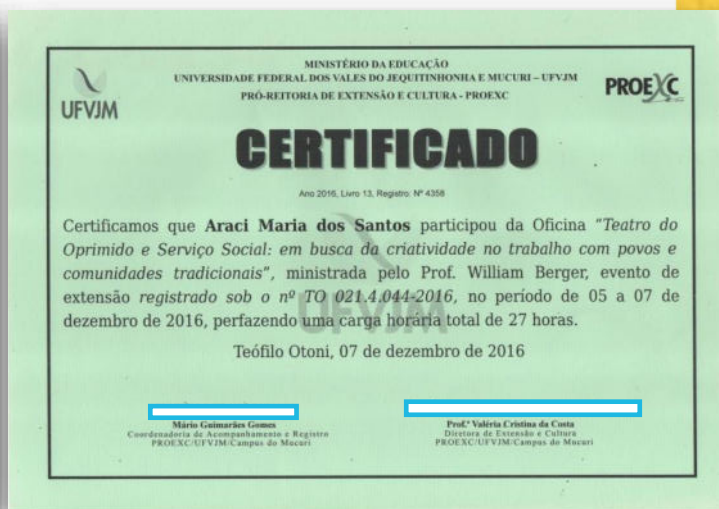 MINISTÉRIO DA EDUCAÇÃO
UNIVERSIDADE FEDERAL DOS VALES DO JEQUITINHONHA E MUCURI – UFVJM
PRÓ-REITORIA DE EXTENSÃO E CULTURA - PROEXC
UFVJM
PROEXC
CERTIFICADO
Ano 2016, Livro 13, Registro: Nº 4358
Certificamos que Araci Maria dos Santos participou da Oficina "Teatro do
Oprimido e Serviço Social: em busca da criatividade no trabalho com povos e
comunidades tradicionais", ministrada pelo Prof. William Berger, evento de
extensão registrado sob o nº TO 021.4.044-2016, no período de 05 a 07 de
dezembro de 2016, perfazendo uma carga horária total de 27 horas.
UFVJM
Teófilo Otoni, 07 de dezembro de 2016
Mário Guimarães Gomes
Coordenadoria de Acompanhamento e Registro
PROEXC/UFVJM/Campus do Mucuri
Prof.ª Valéria Cristina da Costa
Diretora de Extensão e Cultura
PROEXC/UFVJM/Campus do Mucuri